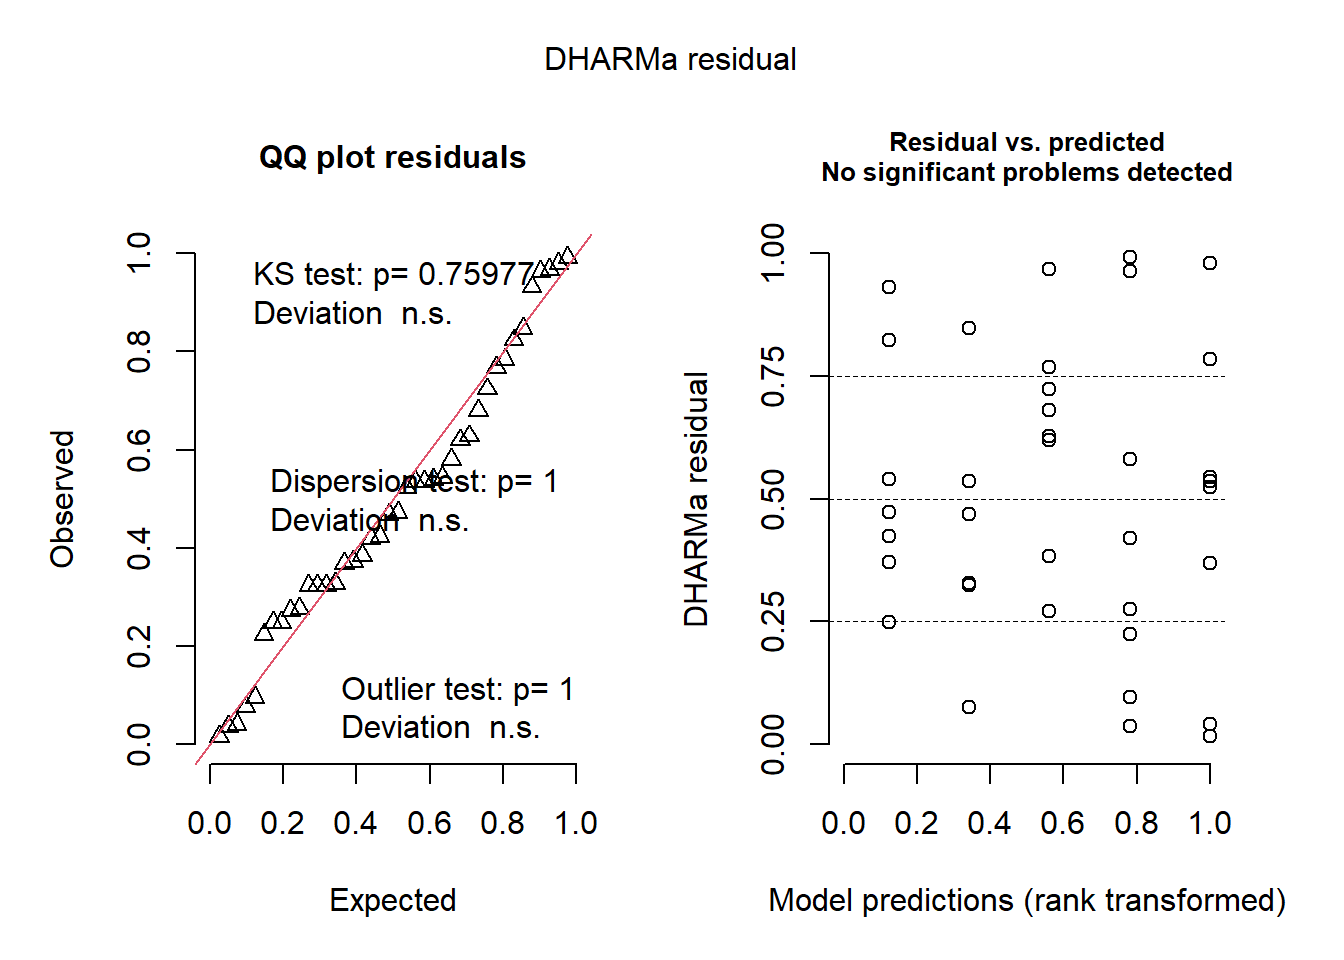 DHARMa residual
QQ plot residuals
KS test: p= 0.75977
Deviation  n.s.
Dispersion test: p= 1
Deviation  n.s.
Outlier test: p= 1
Deviation  n.s.
Observed
0.0 0.2 0.4 0.6 0.8 1.0
0.0 0.2 0.4 0.6 0.8 1.0
Expected
Residual vs. predicted
No significant problems detected
DHARMa residual
0.00 0.25 0.50 0.75 1.00
0.0 0.2 0.4 0.6 0.8 1.0
Model predictions (rank transformed)